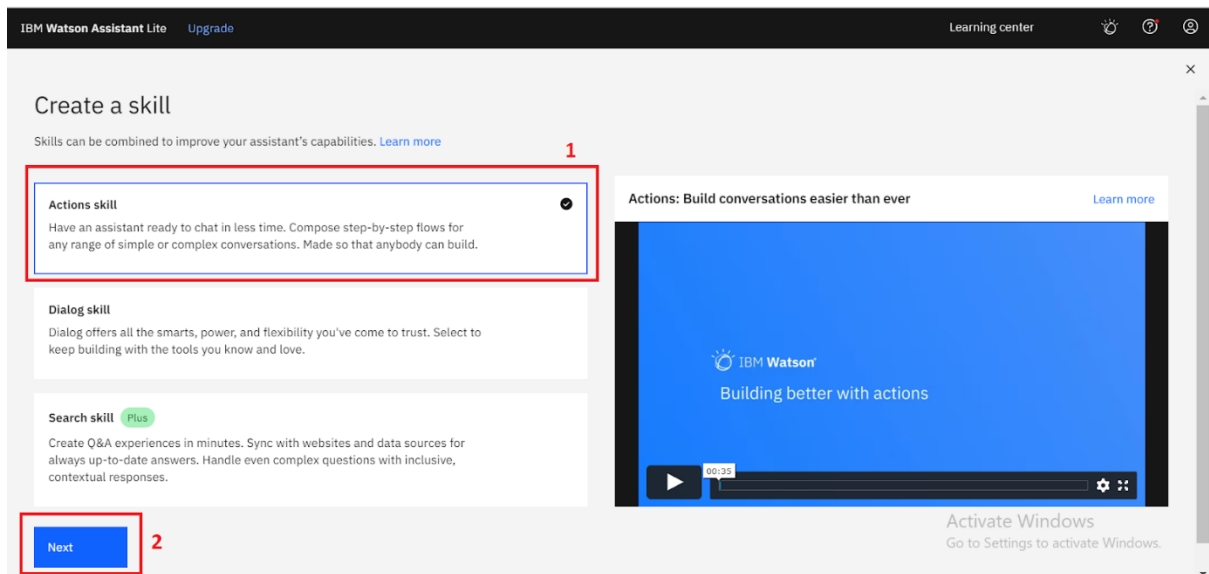 IBM Watson Assistant Lite Upgrade Learning center
Create a skill
Skills can be combined to improve your assistant's capabilities. Learn more
1
Actions skill
Have an assistant ready to chat in less time. Compose step-by-step flows for
any range of simple or complex conversations. Made so that anybody can build.
Dialog skill
Dialog offers all the smarts, power, and flexibility you've come to trust. Select to
keep building with the tools you know and love.
Search skill Plus
Create Q&A experiences in minutes. Sync with websites and data sources for
always up-to-date answers. Handle even complex questions with inclusive,
contextual responses.
Next
2
Actions: Build conversations easier than ever Learn more
IBM Watson
Building better with actions
00:35
Activate Windows
Go to Settings to activate Windows.